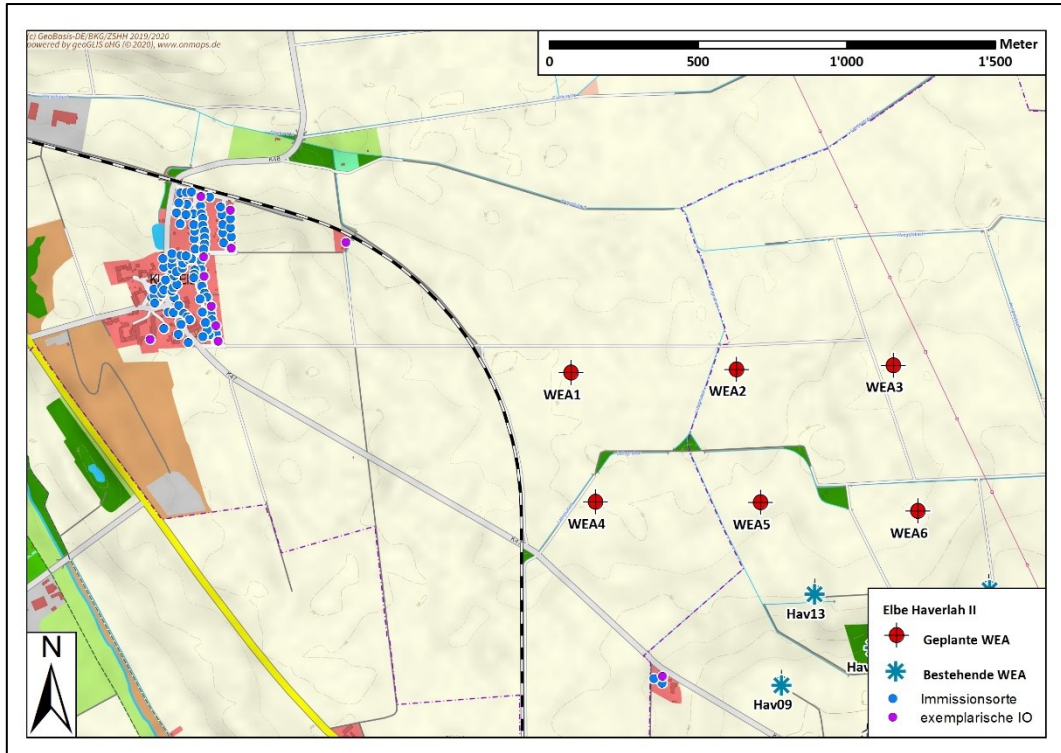 (c) GeoBasis-DE/BKG/ZSHH 2019/2020
powered by geoGLIS oHG (© 2020), www.onmaps.de
Meter
0 500 1'000 1'500
K48
K47
WEA1
WEA2
WEA3
WEA4
WEA5
WEA6
Hav13
Hav09
Elbe Haverlah II
Geplante WEA
Bestehende WEA
Immissionsorte
exemplarische IO
N